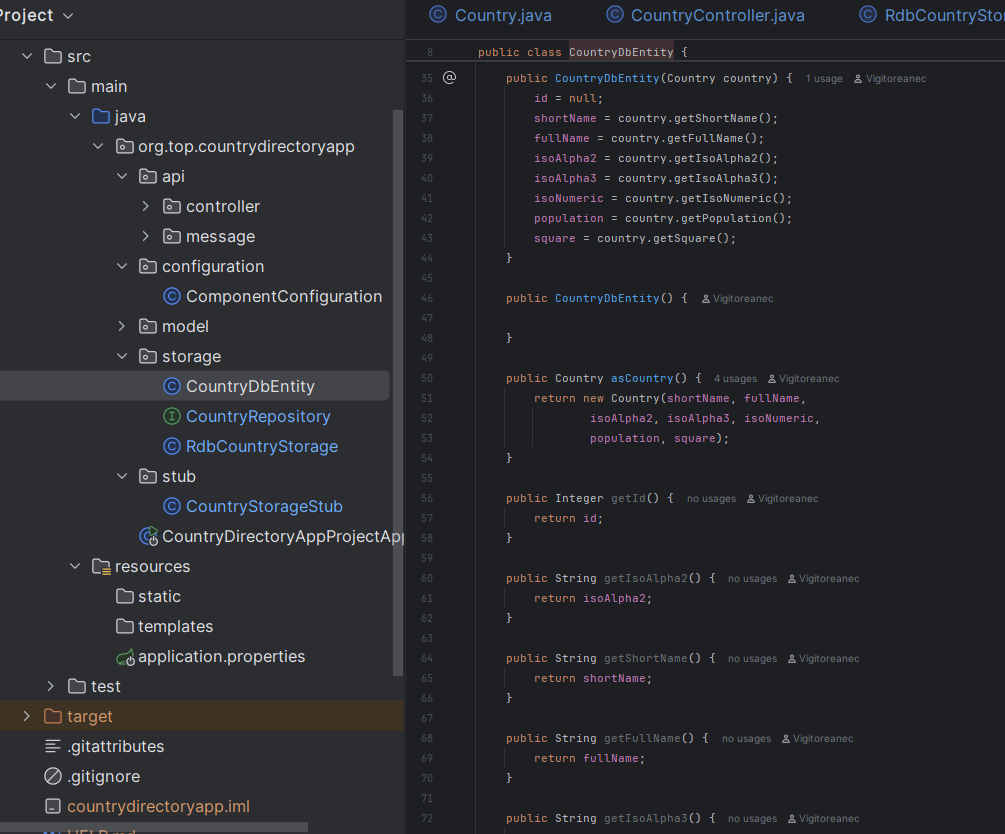 Project
src
main
java
org.top.countrydirectoryapp
api
controller
message
configuration
ComponentConfiguration
model
storage
CountryDbEntity
CountryRepository
RdbCountryStorage
stub
CountryStorageStub
CountryDirectoryAppProjectApp
resources
static
templates
application.properties
test
target
.gitattributes
.gitignore
countrydirectoryapp.iml
HELP.md
Country.java CountryController.java RdbCountrySto
8 public class CountryDbEntity {
35 @ public CountryDbEntity(Country country) { 1 usage Vigitoreanec
36 id = null;
37 shortName = country.getShortName();
38 fullName = country.getFullName();
39 isoAlpha2 = country.getIsoAlpha2();
40 isoAlpha3 = country.getIsoAlpha3();
41 isoNumeric = country.getIsoNumeric();
42 population = country.getPopulation();
43 square = country.getSquare();
44 }
45
46 public CountryDbEntity() { Vigitoreanec
47
48 }
49
50 public Country asCountry() { 4 usages Vigitoreanec
51 return new Country(shortName, fullName,
52 isoAlpha2, isoAlpha3, isoNumeric,
53 population, square);
54 }
55
56 public Integer getId() { no usages Vigitoreanec
57 return id;
58 }
59
60 public String getIsoAlpha2() { no usages Vigitoreanec
61 return isoAlpha2;
62 }
63
64 public String getShortName() { no usages Vigitoreanec
65 return shortName;
66 }
67
68 public String getFullName() { no usages Vigitoreanec
69 return fullName;
70 }
71
72 public String getIsoAlpha3() { no usages Vigitoreanec